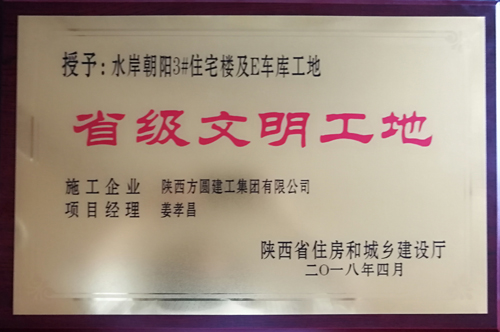 授予：水岸朝阳3#住宅楼及E车库工地
省级文明工地
施工企业 陕西方圆建工集团有限公司
项目经理 姜孝昌
陕西省住房和城乡建设厅
二〇一八年四月